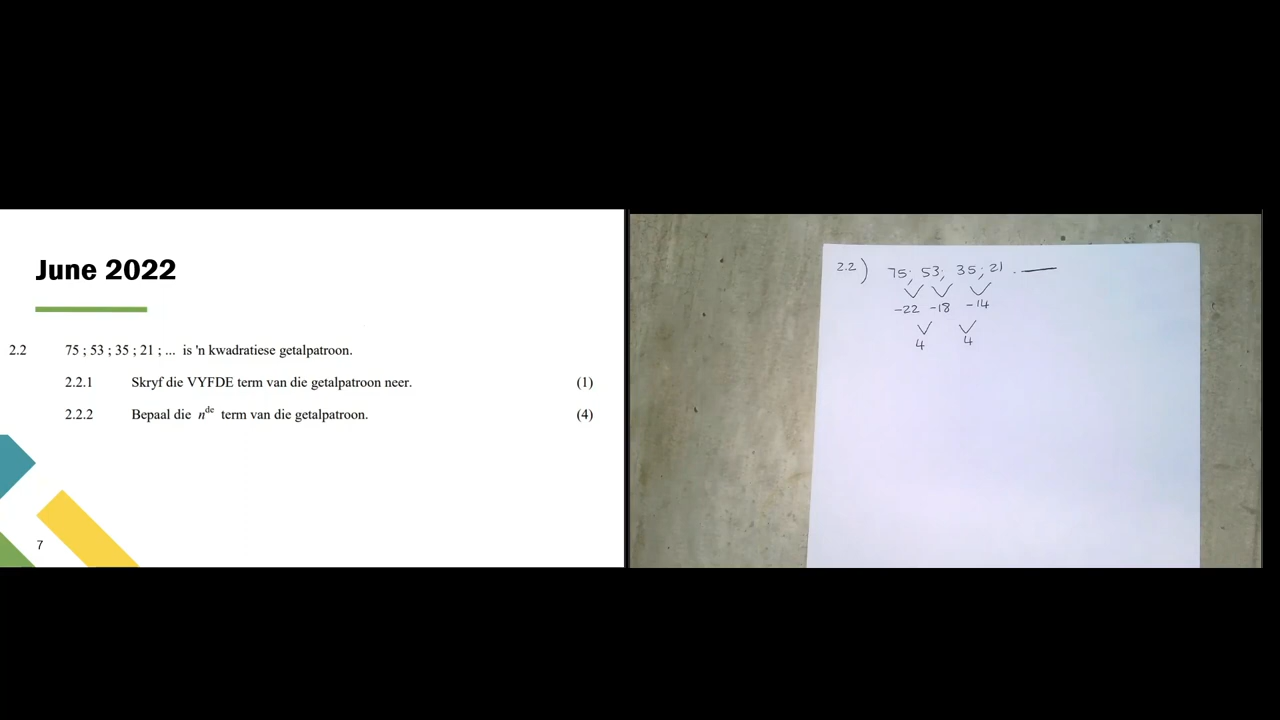 June 2022
2.2 75 ; 53 ; 35 ; 21 ; ... is 'n kwadratiese getalpatroon.
2.2.1 Skryf die VYFDE term van die getalpatroon neer. (1)
2.2.2 Bepaal die nde term van die getalpatroon. (4)
7
2.2) 75; 53; 35; 21 .
-22 -18 -14
4 4